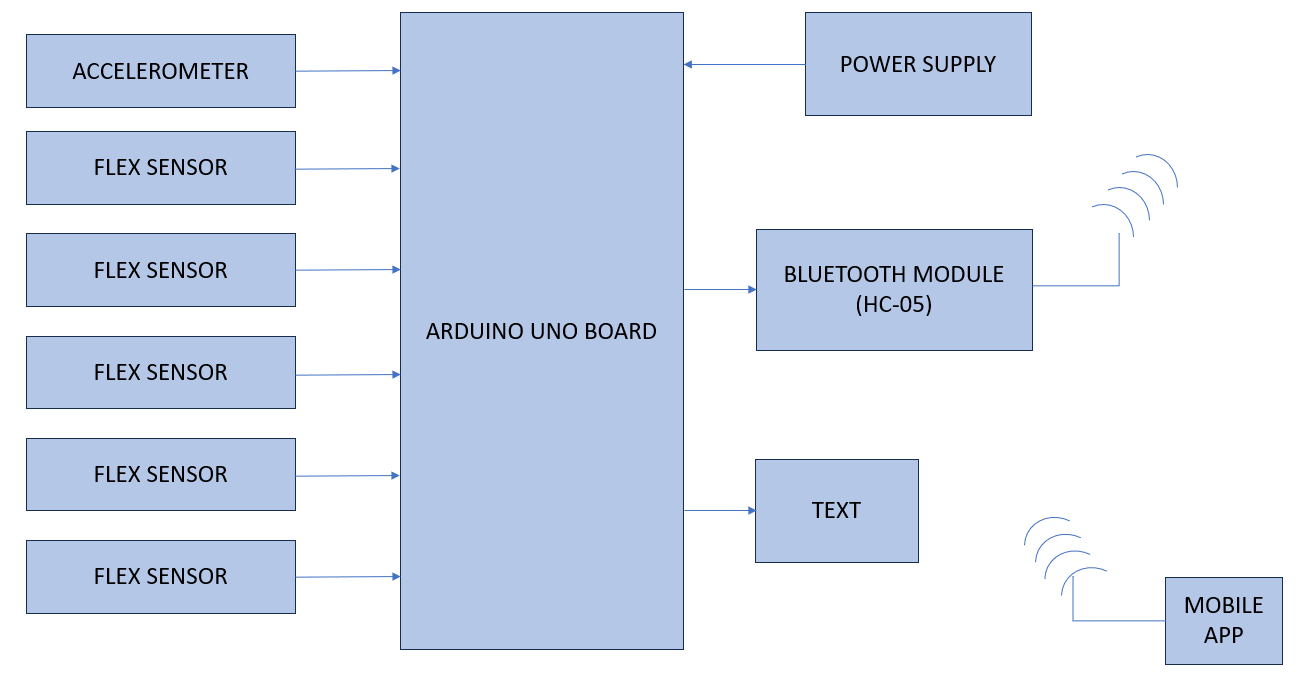 ACCELEROMETER
FLEX SENSOR
FLEX SENSOR
FLEX SENSOR
FLEX SENSOR
FLEX SENSOR
ARDUINO UNO BOARD
POWER SUPPLY
BLUETOOTH MODULE
(HC-05)
TEXT
MOBILE
APP